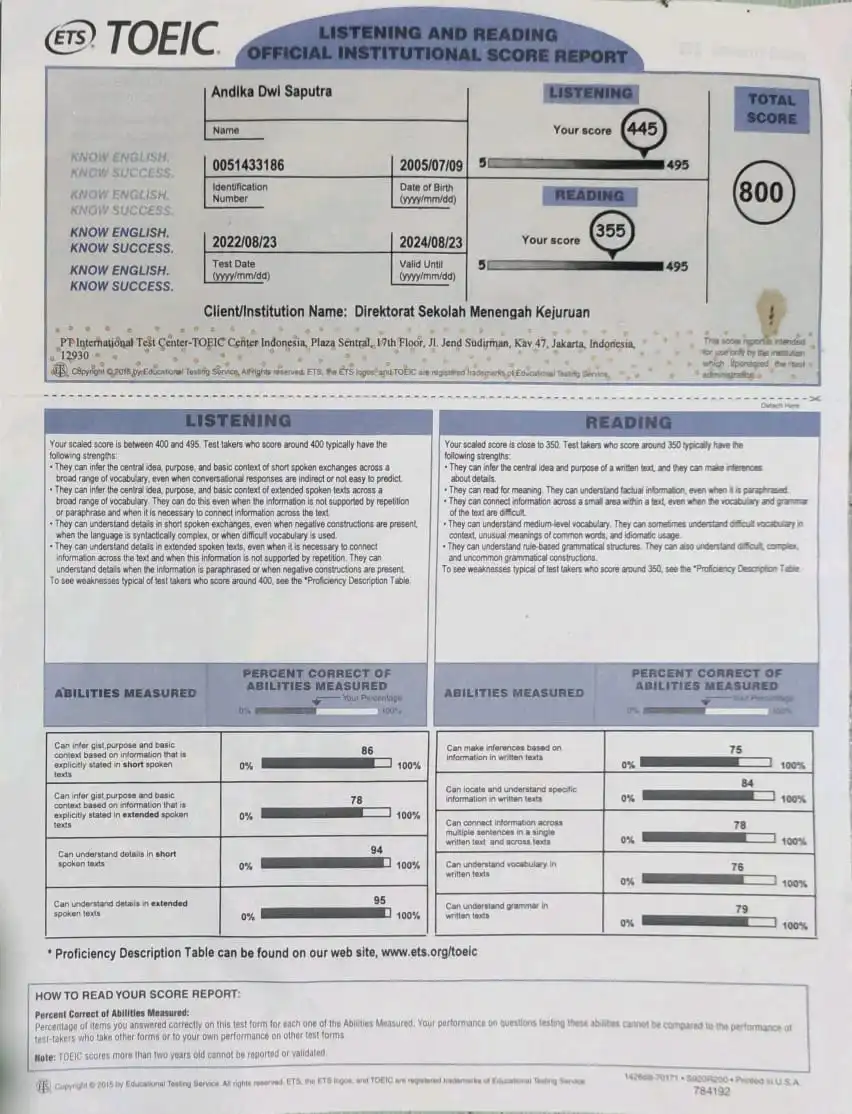 ETS TOEIC
LISTENING AND READING
OFFICIAL INSTITUTIONAL SCORE REPORT
Andika Dwi Saputra
Name
KNOW ENGLISH.
KNOW SUCCESS.
KNOW ENGLISH.
KNOW SUCCESS.
KNOW ENGLISH.
KNOW SUCCESS.
KNOW ENGLISH.
KNOW SUCCESS.
0051433186
Identification
Number
2005/07/09
Date of Birth
(yyyy/mm/dd)
2022/08/23
Test Date
(yyyy/mm/dd)
2024/08/23
Valid Until
(yyyy/mm/dd)
LISTENING
Your score 445
5 495
READING
Your score 355
5 495
TOTAL
SCORE
800
Client/Institution Name: Direktorat Sekolah Menengah Kejuruan
PT International Test Center-TOEIC Center Indonesia, Plaza Sentral, 17th Floor, Jl. Jend Sudirman, Kav 47, Jakarta, Indonesia,
12930
Copyright © 2015 by Educational Testing Service. All rights reserved. ETS, the ETS logos, and TOEIC are registered trademarks of Educational Testing Service.
This score report is intended
for use only by the institution
which sponsored the test
administration
Detach Here
LISTENING
Your scaled score is between 400 and 495. Test takers who score around 400 typically have the
following strengths:
• They can infer the central idea, purpose, and basic context of short spoken exchanges across a
broad range of vocabulary, even when conversational responses are indirect or not easy to predict.
• They can infer the central idea, purpose, and basic context of extended spoken texts across a
broad range of vocabulary. They can do this even when the information is not supported by repetition
or paraphrase and when it is necessary to connect information across the text.
• They can understand details in short spoken exchanges, even when negative constructions are present,
when the language is syntactically complex, or when difficult vocabulary is used.
• They can understand details in extended spoken texts, even when it is necessary to connect
information across the text and when this information is not supported by repetition. They can
understand details when the information is paraphrased or when negative constructions are present.
To see weaknesses typical of test takers who score around 400, see the *Proficiency Description Table.
READING
Your scaled score is close to 350. Test takers who score around 350 typically have the
following strengths:
• They can infer the central idea and purpose of a written text, and they can make inferences
about details.
• They can read for meaning. They can understand factual information, even when it is paraphrased.
• They can connect information across a small area within a text, even when the vocabulary and grammar
of the text are difficult.
• They can understand medium-level vocabulary. They can sometimes understand difficult vocabulary in
context, unusual meanings of common words, and idiomatic usage.
• They can understand rule-based grammatical structures. They can also understand difficult, complex,
and uncommon grammatical constructions.
To see weaknesses typical of test takers who score around 350, see the *Proficiency Description Table.
ABILITIES MEASURED
PERCENT CORRECT OF
ABILITIES MEASURED
Your Percentage
0% 100%
Can infer gist,purpose and basic
context based on information that is
explicitly stated in short spoken
texts
0% 86 100%
Can infer gist,purpose and basic
context based on information that is
explicitly stated in extended spoken
texts
0% 78 100%
Can understand details in short
spoken texts
0% 94 100%
Can understand details in extended
spoken texts
0% 95 100%
ABILITIES MEASURED
PERCENT CORRECT OF
ABILITIES MEASURED
Your Percentage
0% 100%
Can make inferences based on
information in written texts
0% 75 100%
Can locate and understand specific
information in written texts
0% 84 100%
Can connect information across
multiple sentences in a single
written text and across texts
0% 78 100%
Can understand vocabulary in
written texts
0% 76 100%
Can understand grammar in
written texts
0% 79 100%
* Proficiency Description Table can be found on our web site, www.ets.org/toeic
HOW TO READ YOUR SCORE REPORT:
Percent Correct of Abilities Measured:
Percentage of items you answered correctly on this test form for each one of the Abilities Measured. Your performance on questions testing these abilities cannot be compared to the performance of
test-takers who take other forms or to your own performance on other test forms.
Note: TOEIC scores more than two years old cannot be reported or validated.
Copyright © 2015 by Educational Testing Service. All rights reserved. ETS, the ETS logos, and TOEIC are registered trademarks of Educational Testing Service.
Printed in U.S.A.
784192